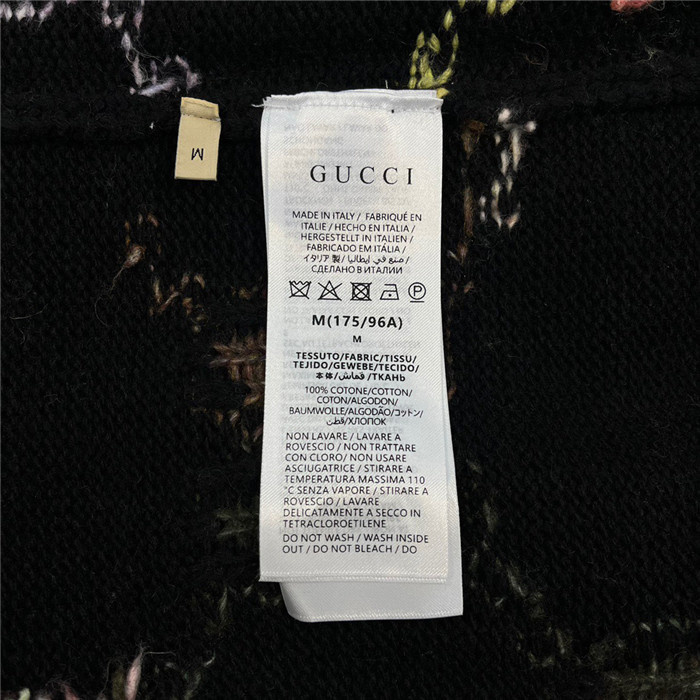 M
GUCCI
MADE IN ITALY / FABRIQUÉ EN
ITALIE / HECHO EN ITALIA /
HERGESTELLT IN ITALIEN /
FABRICADO EM ITÁLIA /
イタリア製 / صنع في ايطاليا /
СДЕЛАНО В ИТАЛИИ
P
M(175/96A)
M
TESSUTO/FABRIC/TISSU/
TEJIDO/GEWEBE/TECIDO/
本体/قماش/ТКАНЬ
100% COTONE/COTTON/
COTON/ALGODON/
BAUMWOLLE/ALGODÃO/コットン/
قطن/ХЛОПОК
NON LAVARE / LAVARE A
ROVESCIO / NON TRATTARE
CON CLORO/ NON USARE
ASCIUGATRICE / STIRARE A
TEMPERATURA MASSIMA 110
°C SENZA VAPORE / STIRARE A
ROVESCIO / LAVARE
DELICATAMENTE A SECCO IN
TETRACLOROETILENE
DO NOT WASH / WASH INSIDE
OUT / DO NOT BLEACH / DO